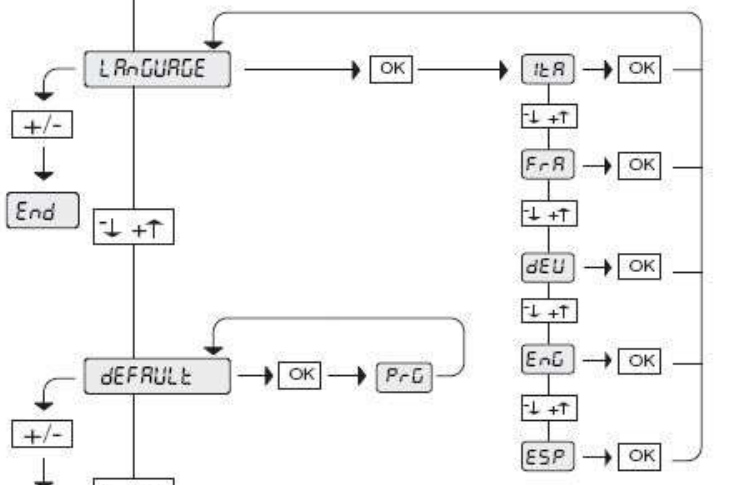 LAnGUAGE OK ItA OK
-↓ +↑
+/-
FrA OK
End -↓ +↑ -↓ +↑
dEU OK
-↓ +↑
dEFAULt OK PrG EnG OK
-↓ +↑
+/-
ESP OK